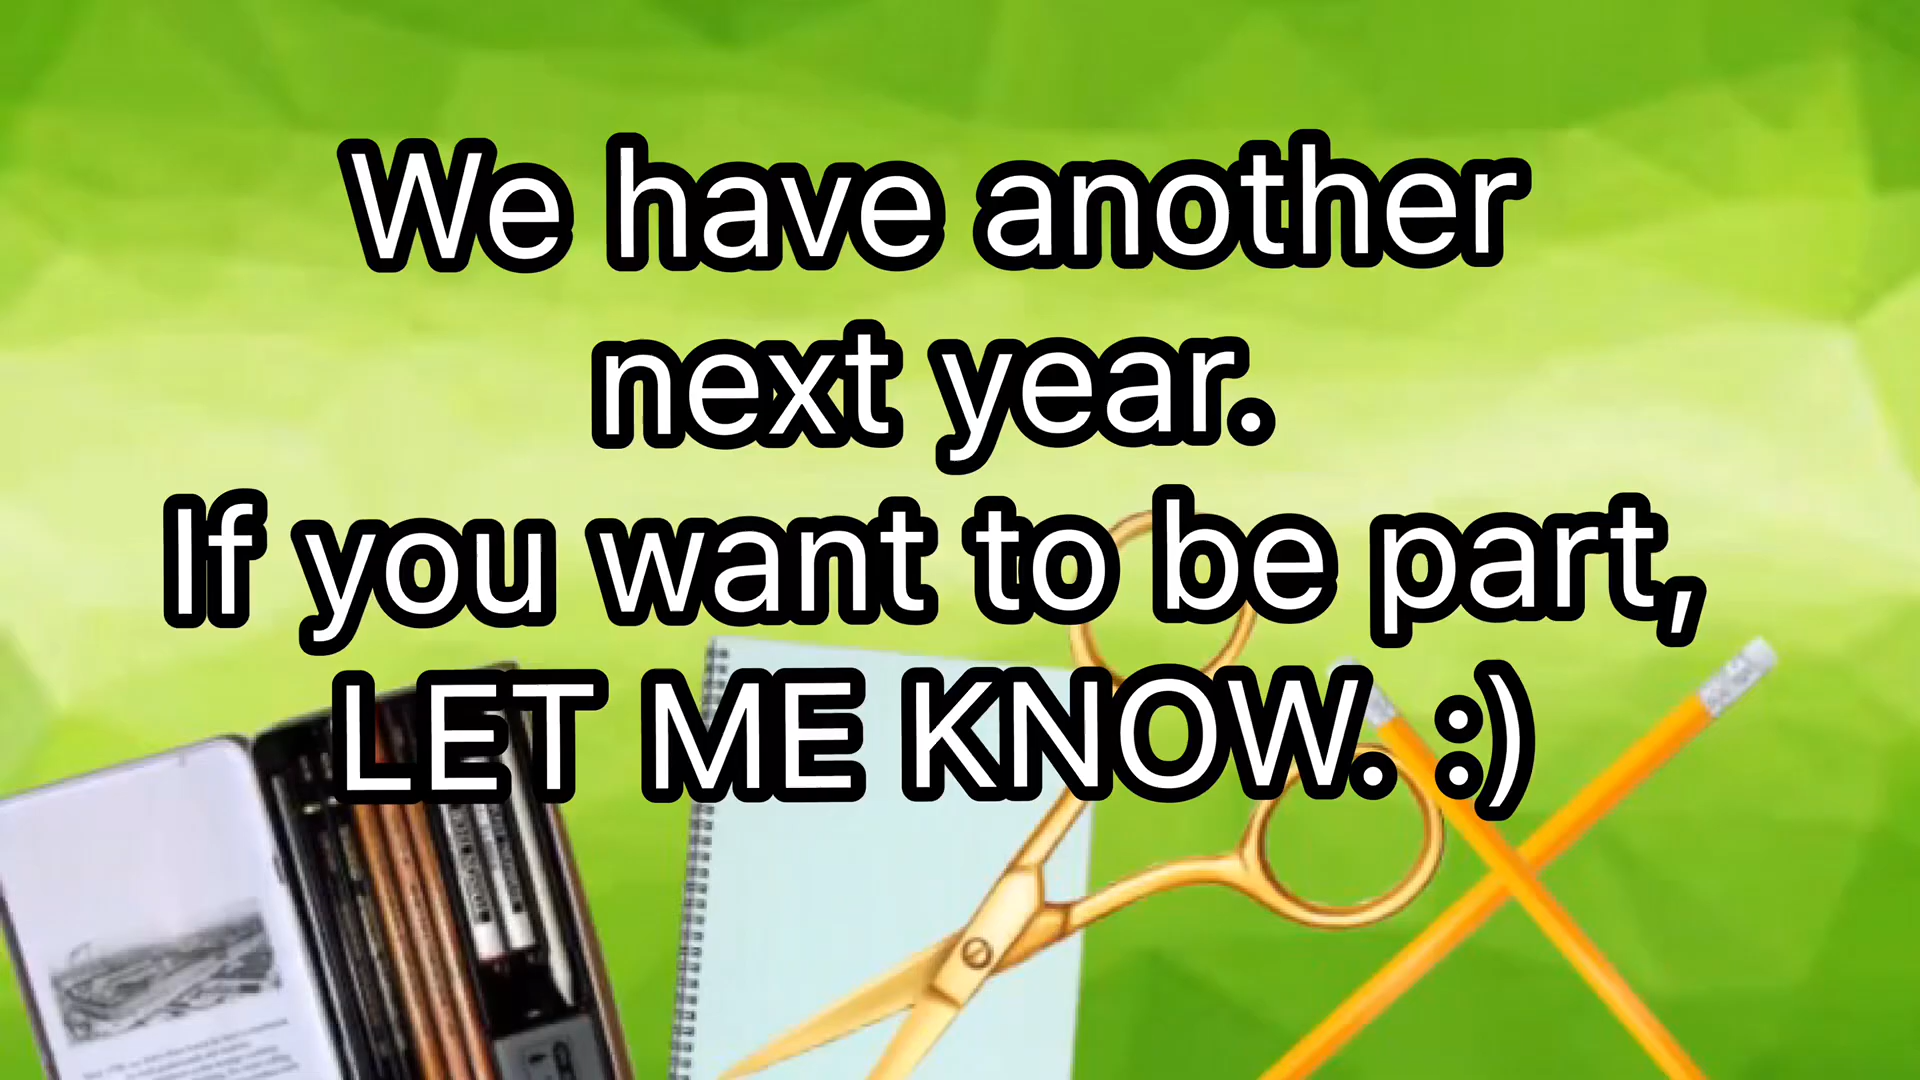 We have another
next year.
If you want to be part,
LET ME KNOW. :)